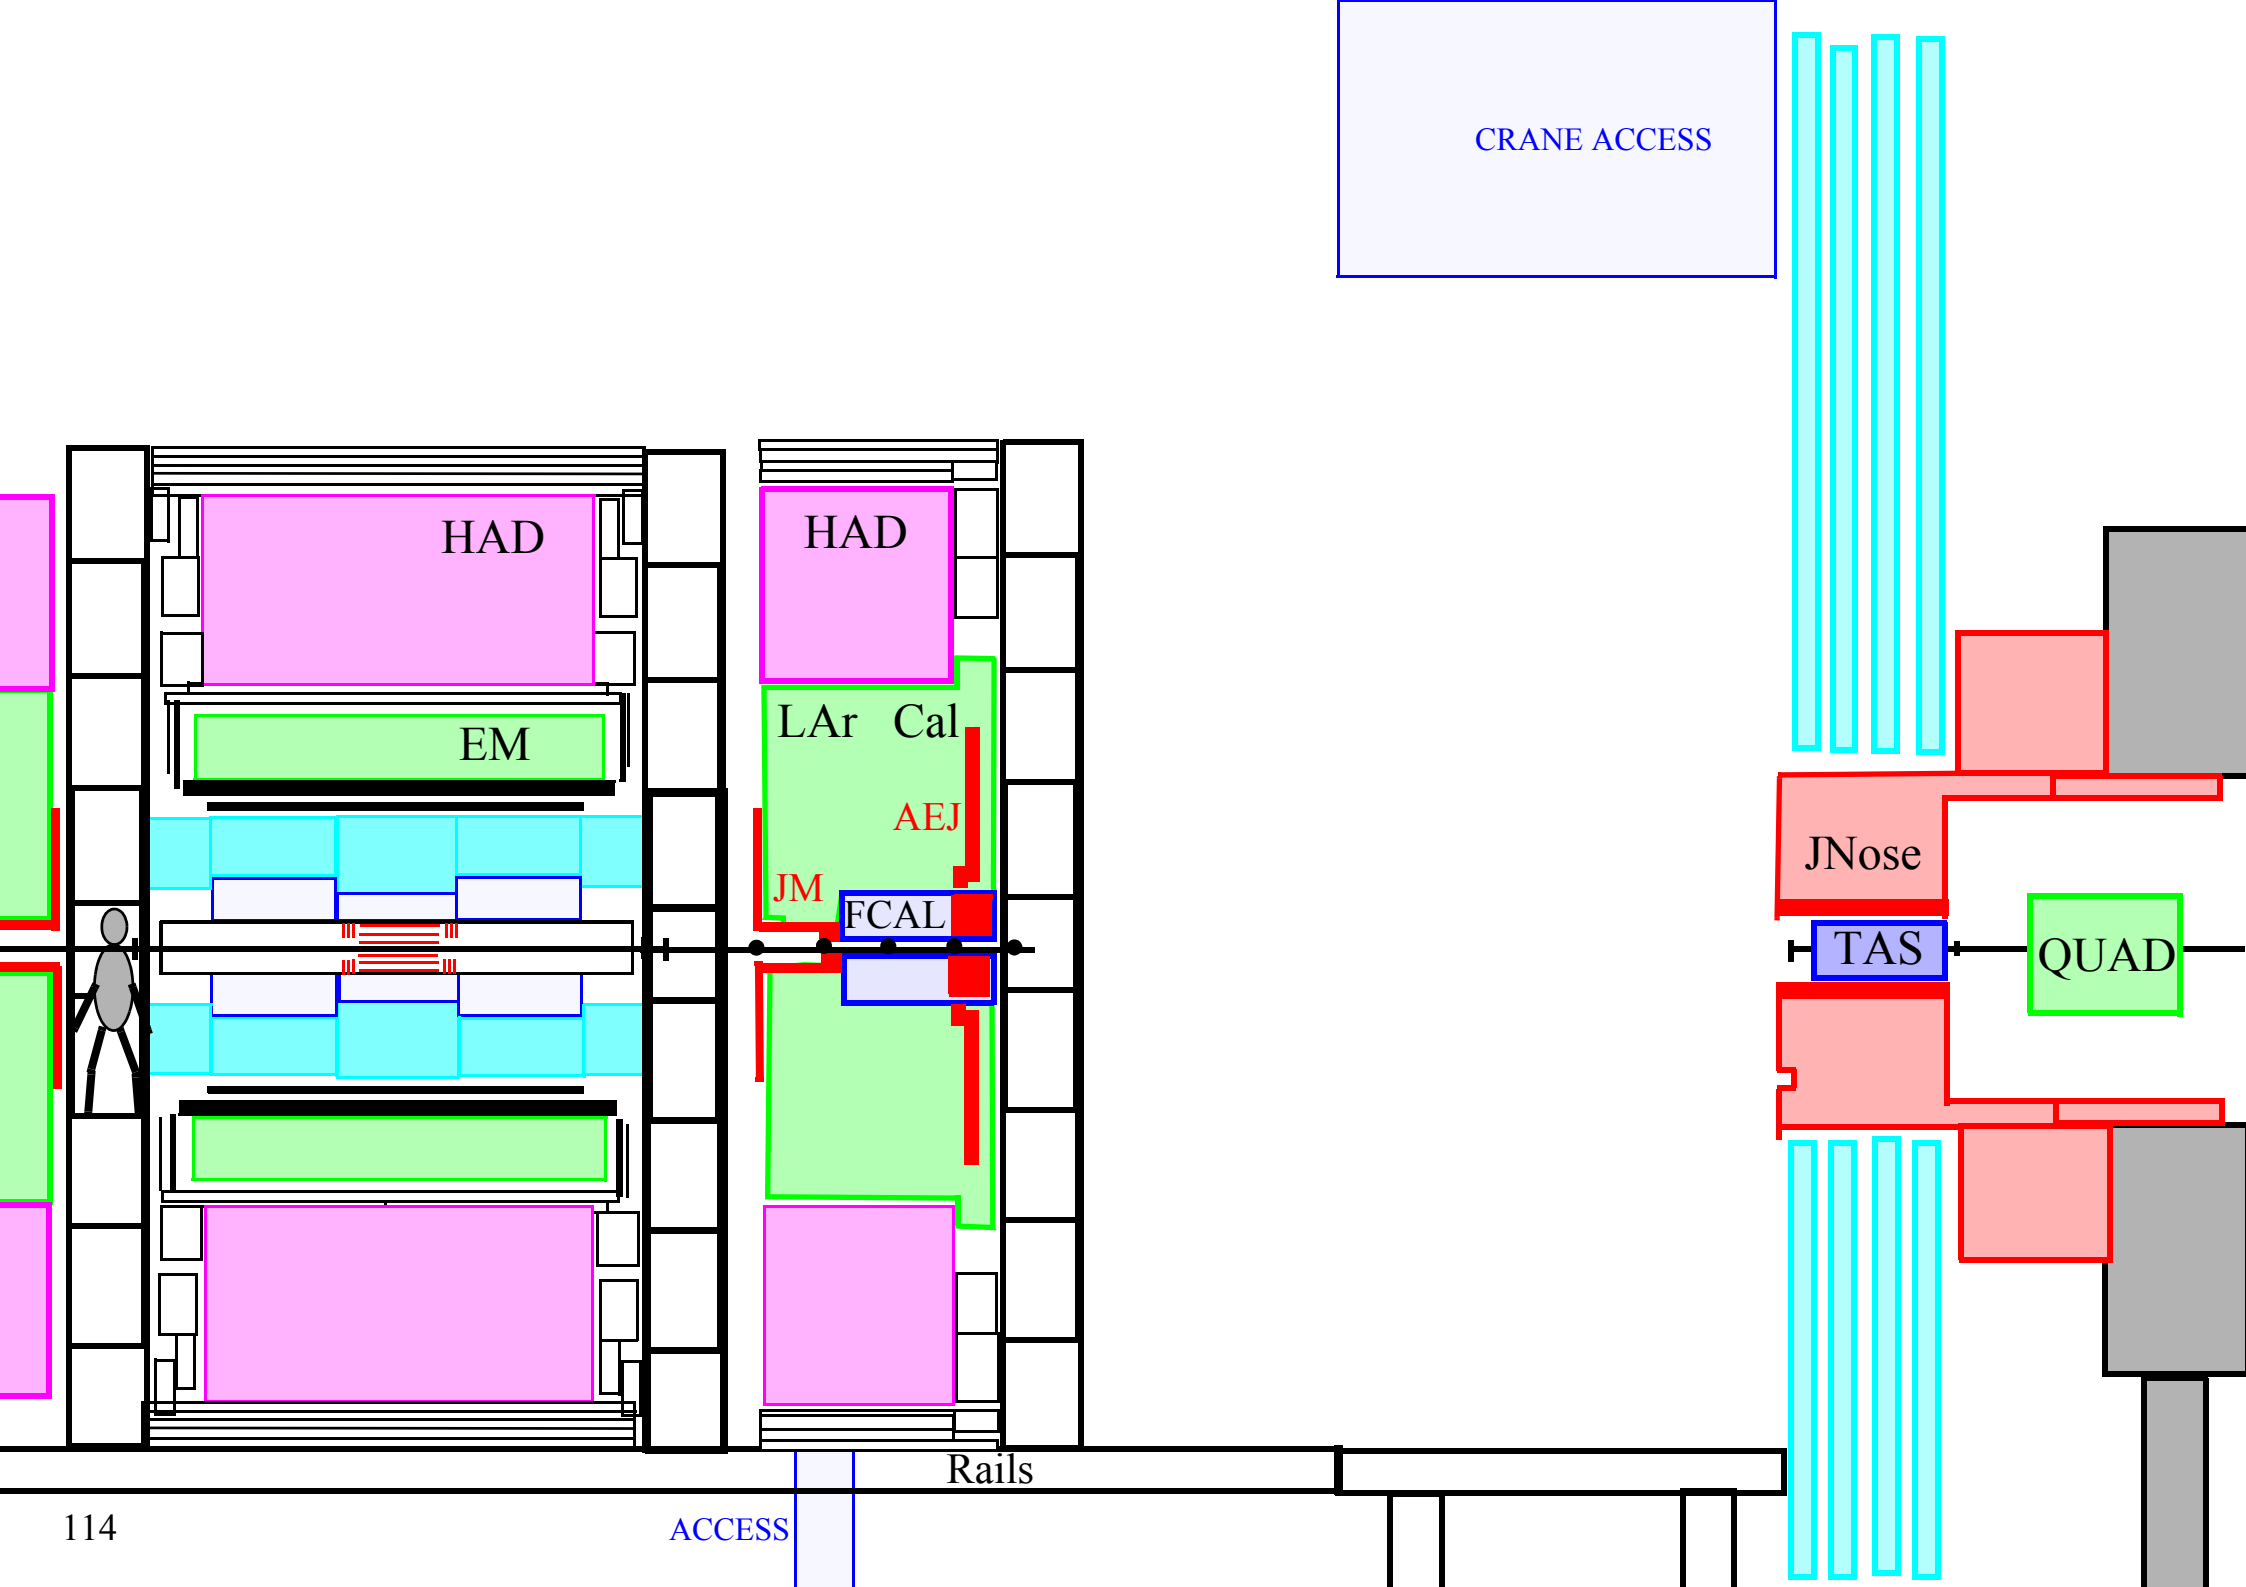 CRANE ACCESS
HAD
HAD
LAr Cal
EM
AEJ
JNose
JM
FCAL
TAS
QUAD
Rails
114
ACCESS